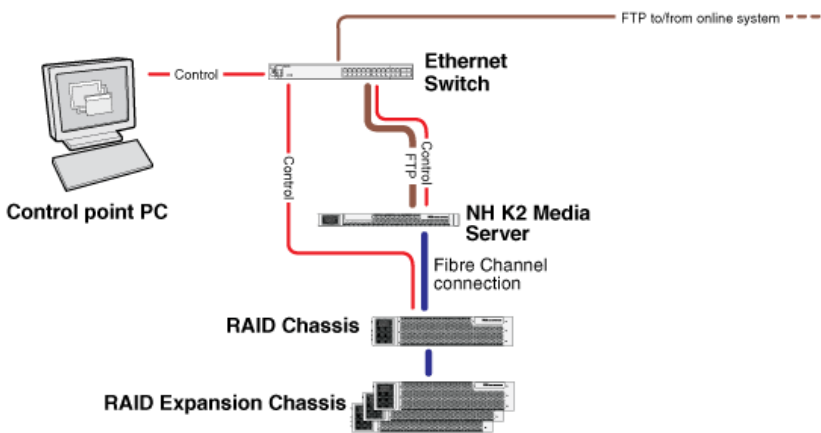 FTP to/from online system
Control
Ethernet
Switch
Control
FTP
Control
Control point PC
NH K2 Media
Server
Fibre Channel
connection
RAID Chassis
RAID Expansion Chassis